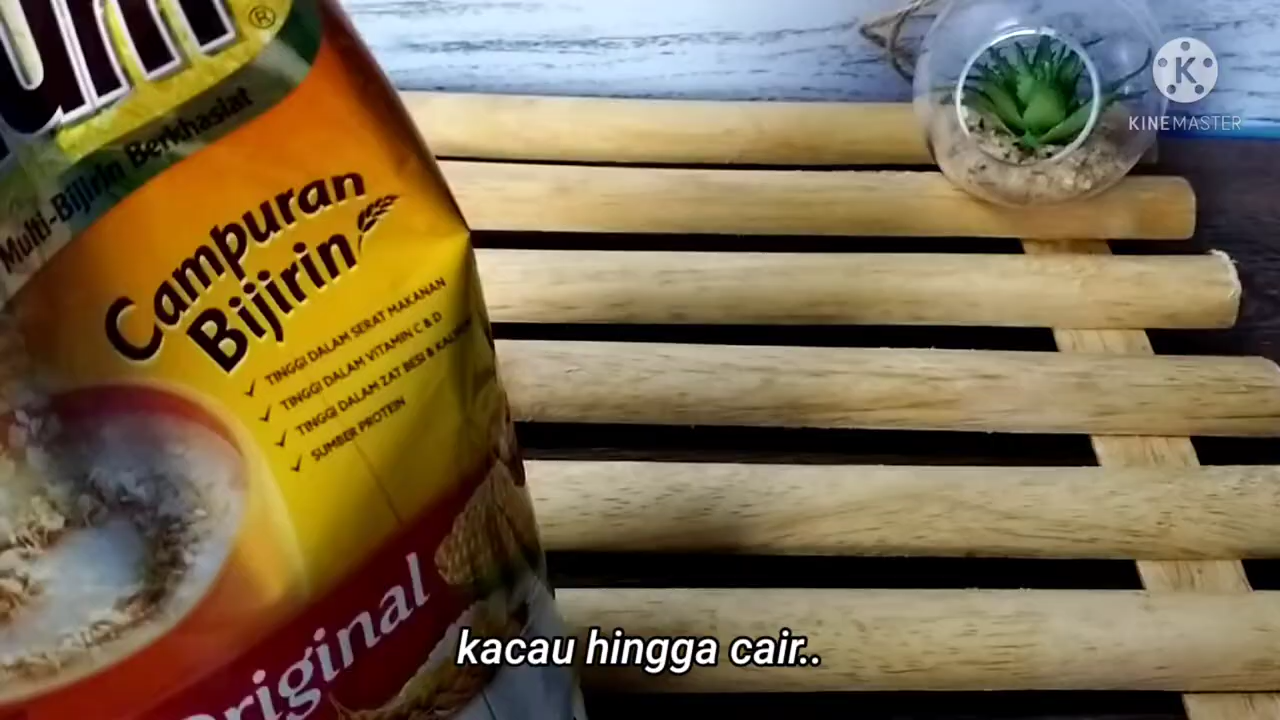 um®
Multi-Bijirin Berkhasiat
Campuran
Bijirin
✓ TINGGI DALAM SERAT MAKANAN
✓ TINGGI DALAM VITAMIN C & D
✓ TINGGI DALAM ZAT BESI & KALSIUM
✓ SUMBER PROTEIN
Original
K
KINEMASTER
kacau hingga cair..